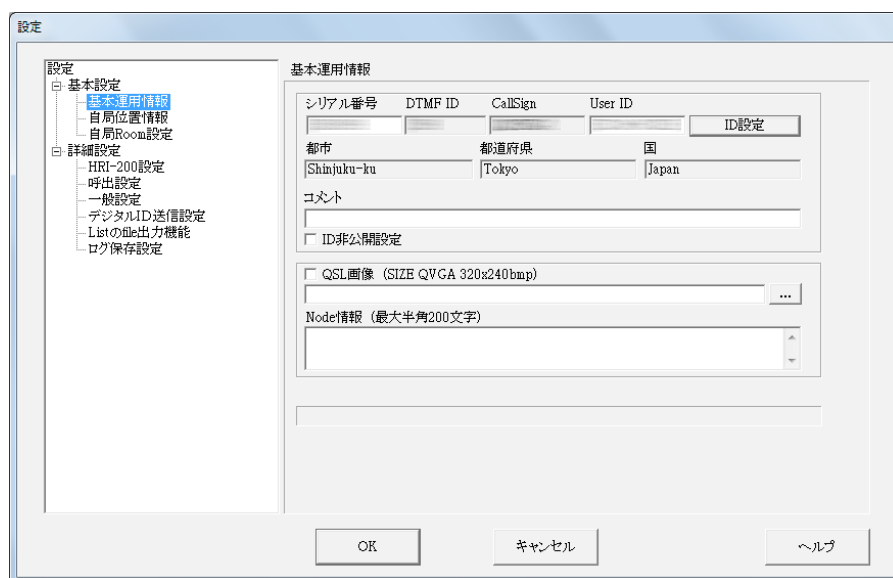 設定
設定
基本設定
基本運用情報
自局位置情報
自局Room設定
詳細設定
HRI-200設定
呼出設定
一般設定
デジタルID送信設定
Listのfile出力機能
ログ保存設定
基本運用情報
シリアル番号 DTMF ID CallSign User ID
ID設定
都市 都道府県 国
Shinjuku-ku Tokyo Japan
コメント
ID非公開設定
QSL画像 (SIZE QVGA 320x240bmp)
...
Node情報 (最大半角200文字)
OK キャンセル ヘルプ